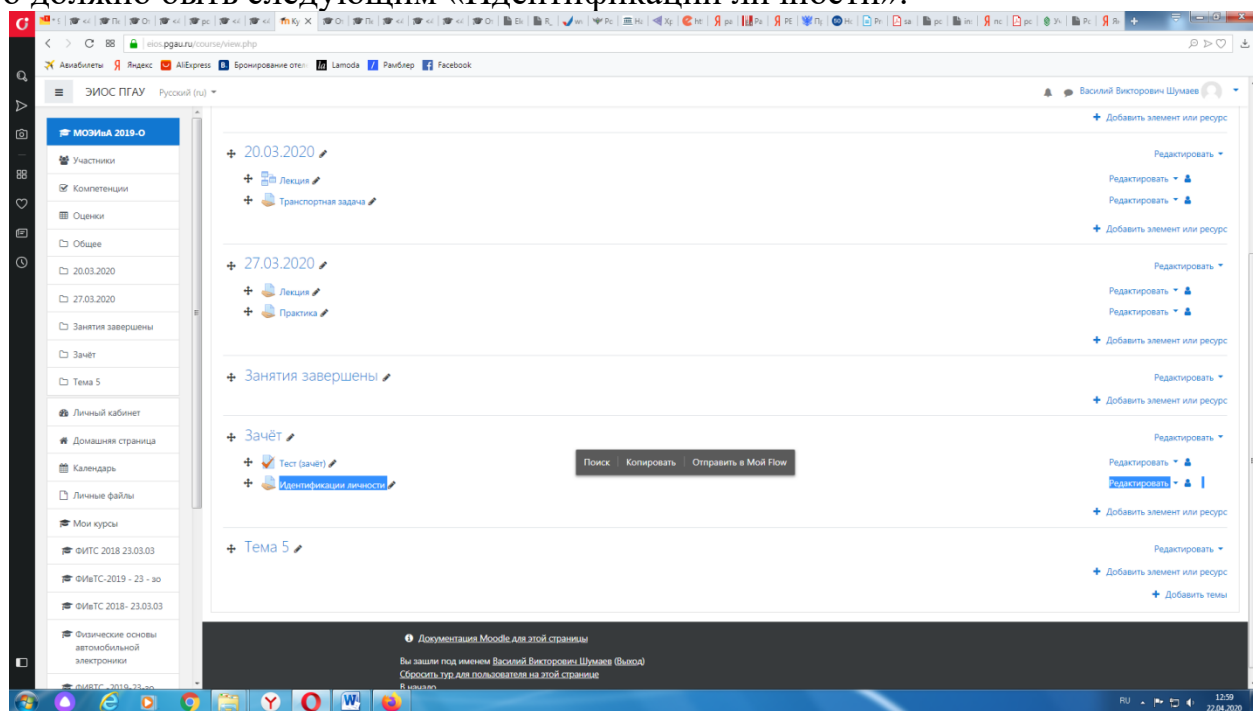 должно быть следующим «Идентификации личности».
eios.pgau.ru/course/view.php
Авиабилеты Яндекс AliExpress Бронирование отел Lamoda Рамблер Facebook
ЭИОС ПГАУ Русский (ru)
Василий Викторович Шумаев
Добавить элемент или ресурс
МОЭИвА 2019-О
Участники
Компетенции
Оценки
Общее
20.03.2020
27.03.2020
Занятия завершены
Зачёт
Тема 5
Личный кабинет
Домашняя страница
Календарь
Личные файлы
Мои курсы
ФИТС 2018 23.03.03
ФИвТС-2019 - 23 - зо
ФИвТС 2018- 23.03.03
Физические основы
автомобильной
электроники
20.03.2020 Редактировать
Лекция Редактировать
Транспортная задача Редактировать
Добавить элемент или ресурс
27.03.2020 Редактировать
Лекция Редактировать
Практика Редактировать
Добавить элемент или ресурс
Занятия завершены Редактировать
Добавить элемент или ресурс
Зачёт Редактировать
Поиск Копировать Отправить в Мой Flow
Тест (зачёт) Редактировать
Идентификации личности Редактировать
Добавить элемент или ресурс
Тема 5 Редактировать
Добавить элемент или ресурс
Добавить темы
Документация Moodle для этой страницы
Вы зашли под именем Василий Викторович Шумаев (Выход)
Сбросить тур для пользователя на этой странице
В начало
RU
12:59
22.04.2020